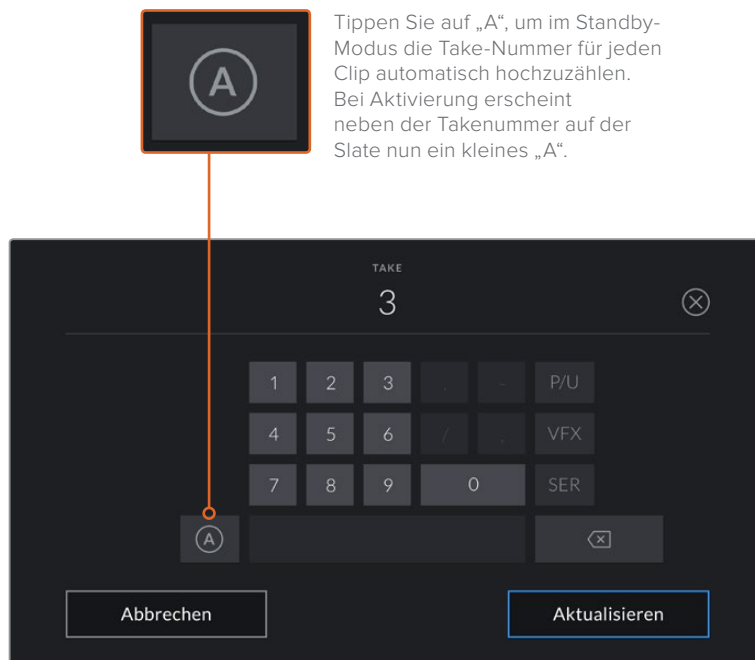 A
Tippen Sie auf „A“, um im Standby-
Modus die Take-Nummer für jeden
Clip automatisch hochzuzählen.
Bei Aktivierung erscheint
neben der Takenummer auf der
Slate nun ein kleines „A“.
TAKE
3
1 2 3 . - P/U
4 5 6 / , VFX
7 8 9 0 SER
A
Abbrechen Aktualisieren